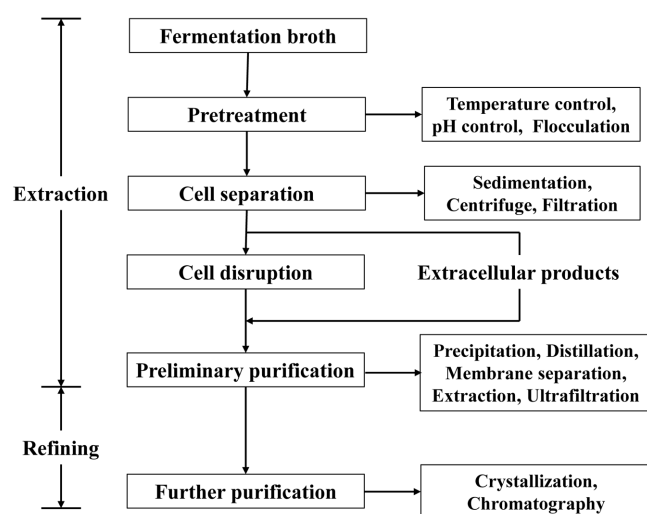 Fermentation broth
Pretreatment
Temperature control,
pH control, Flocculation
Cell separation
Sedimentation,
Centrifuge, Filtration
Extraction
Cell disruption
Extracellular products
Preliminary purification
Precipitation, Distillation,
Membrane separation,
Extraction, Ultrafiltration
Refining
Further purification
Crystallization,
Chromatography